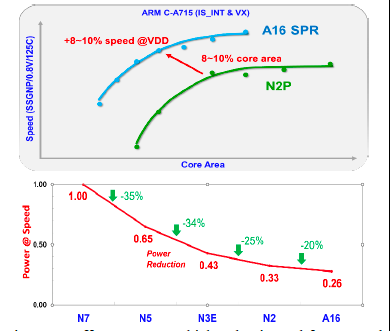 ARM C-A715 (IS_INT & VX)
A16 SPR
+8~10% speed @VDD
8~10% core area
N2P
Speed (SSGNP/0.8V/125C)
Core Area
1.00
-35%
1.00
-34%
Power @ Speed
0.50
0.65
-25%
-20%
Power
Reduction
0.43
0.33
0.26
0.00
N7 N5 N3E N2 A16